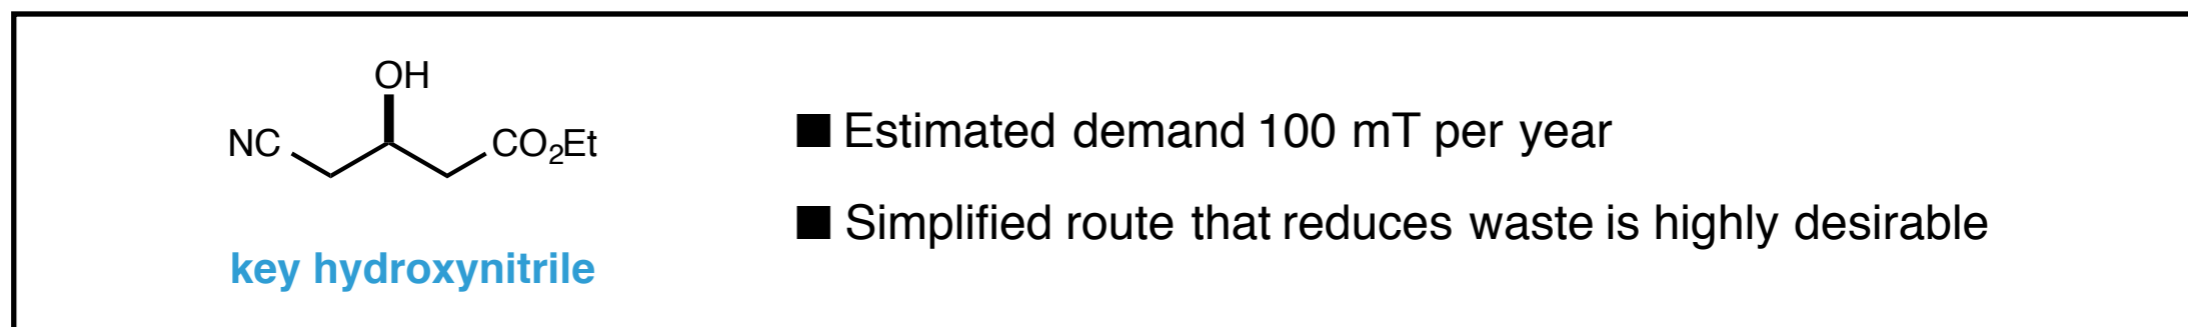 OH
NC
CO₂Et
key hydroxynitrile
■ Estimated demand 100 mT per year
■ Simplified route that reduces waste is highly desirable